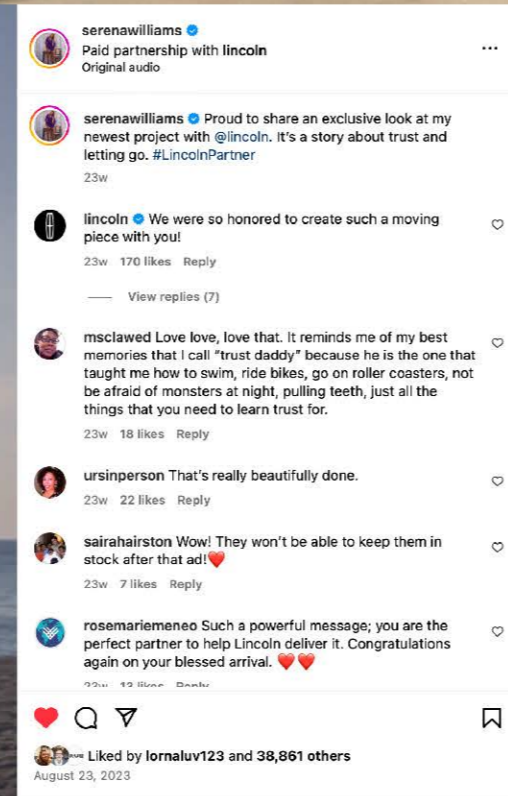 serenawilliams
Paid partnership with lincoln
Original audio
serenawilliams Proud to share an exclusive look at my
newest project with @lincoln. It's a story about trust and
letting go. #LincolnPartner
23w
lincoln We were so honored to create such a moving
piece with you!
23w 170 likes Reply
View replies (7)
msclawed Love love, love that. It reminds me of my best
memories that I call "trust daddy" because he is the one that
taught me how to swim, ride bikes, go on roller coasters, not
be afraid of monsters at night, pulling teeth, just all the
things that you need to learn trust for.
23w 18 likes Reply
ursinperson That's really beautifully done.
23w 22 likes Reply
sairahairston Wow! They won't be able to keep them in
stock after that ad!❤️
23w 7 likes Reply
rosemariemeneo Such a powerful message; you are the
perfect partner to help Lincoln deliver it. Congratulations
again on your blessed arrival. ❤️❤️
23w 12 likes Reply
Liked by lornaluv123 and 38,861 others
August 23, 2023